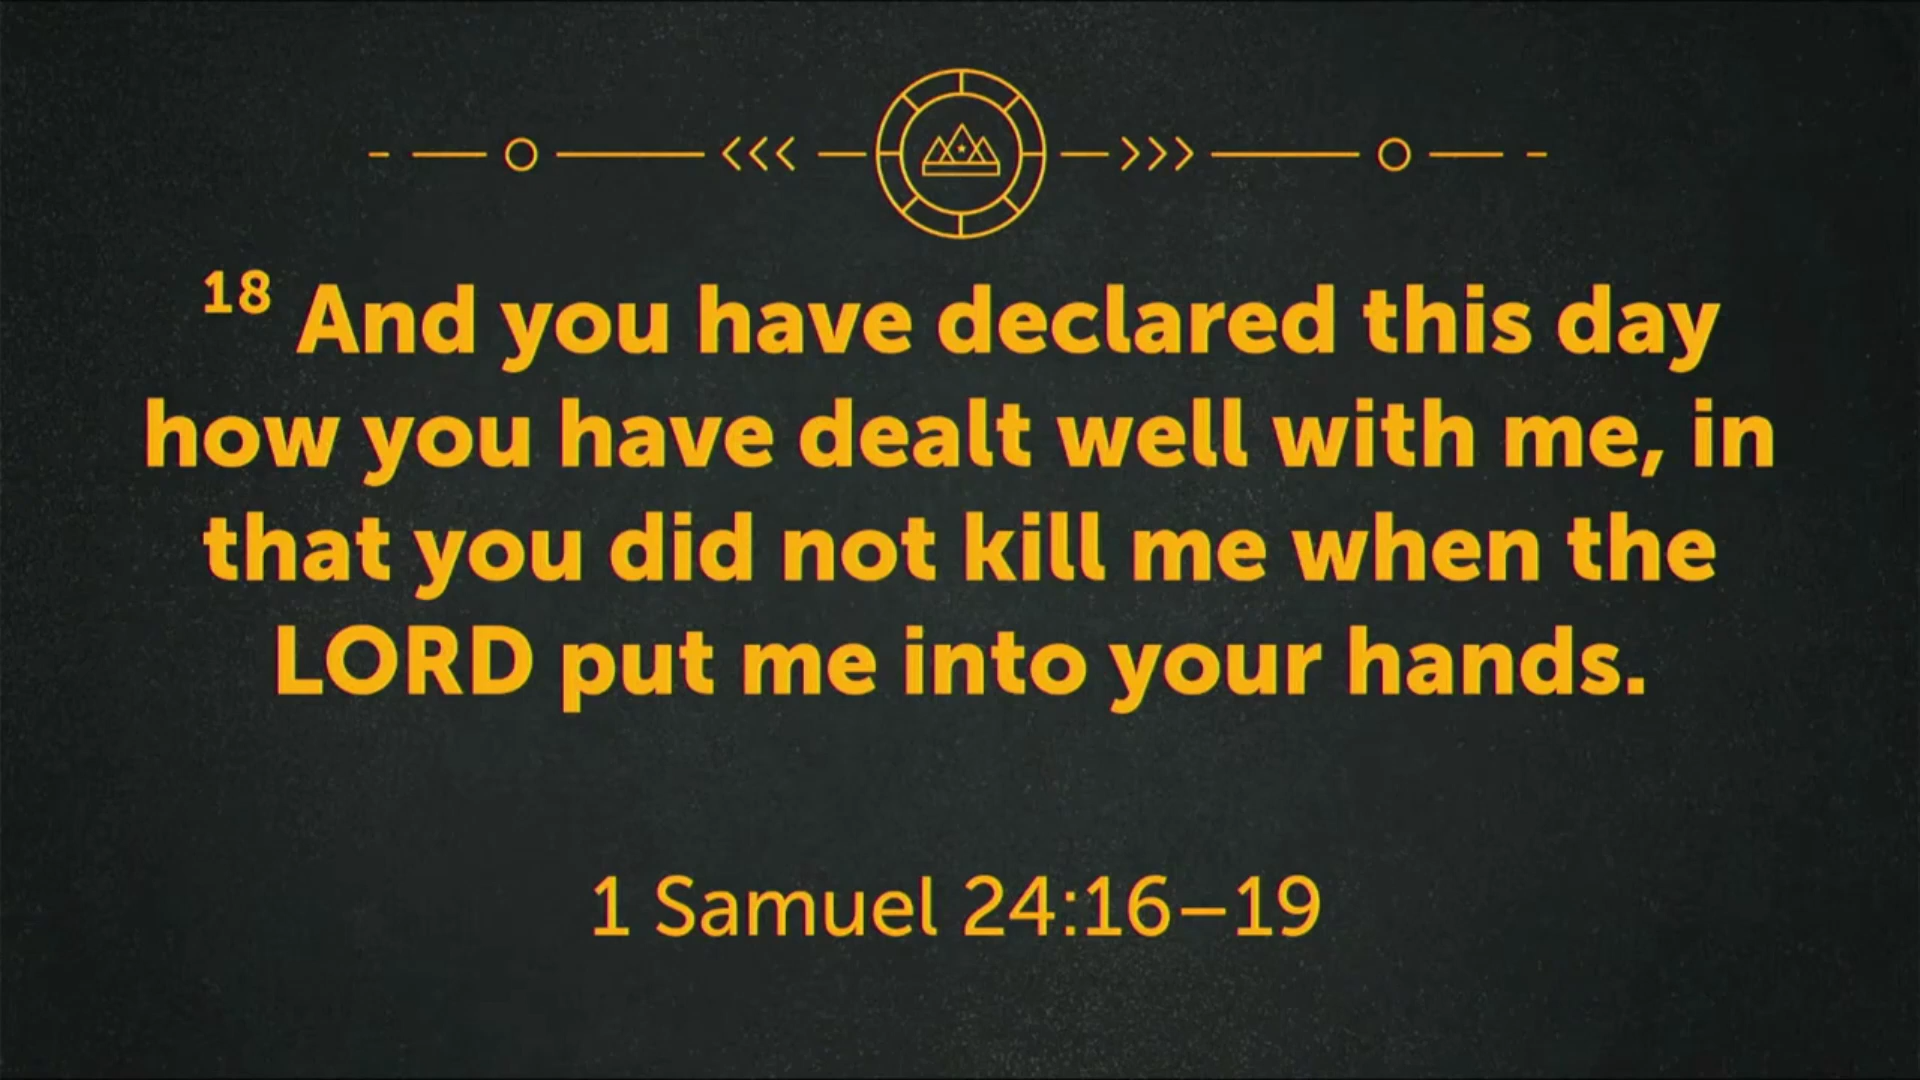 18 And you have declared this day
how you have dealt well with me, in
that you did not kill me when the
LORD put me into your hands.
1 Samuel 24:16–19